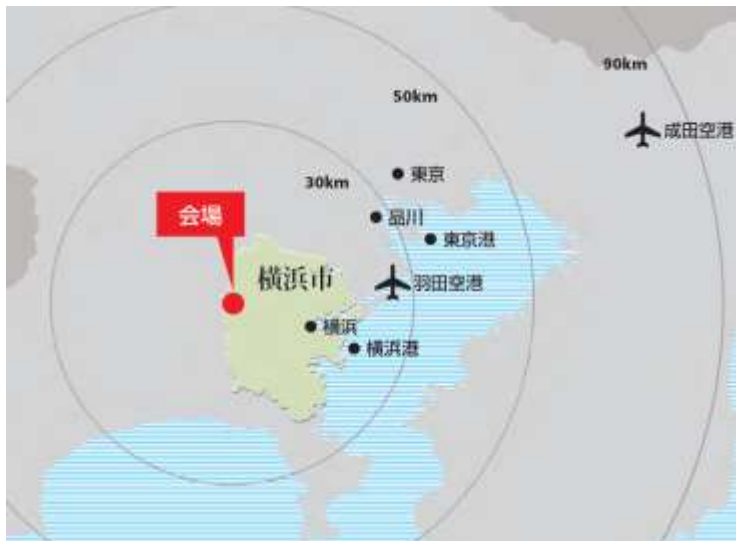 90km
50km
成田空港
東京
30km
会場
品川
東京港
横浜市
羽田空港
横浜
横浜港